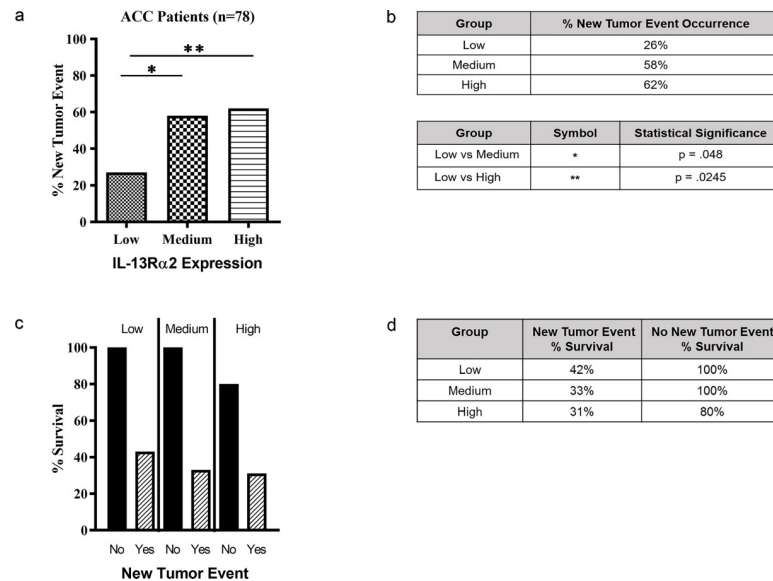 a
ACC Patients (n=78)
% New Tumor Event
100
80
60
40
20
0
*
**
Low Medium High
IL-13Rα2 Expression
b
Group % New Tumor Event Occurrence
Low 26%
Medium 58%
High 62%
Group Symbol Statistical Significance
Low vs Medium * p = .048
Low vs High ** p = .0245
c
Low Medium High
% Survival
100
80
60
40
20
0
No Yes No Yes No Yes
New Tumor Event
d
Group New Tumor Event % Survival No New Tumor Event % Survival
Low 42% 100%
Medium 33% 100%
High 31% 80%